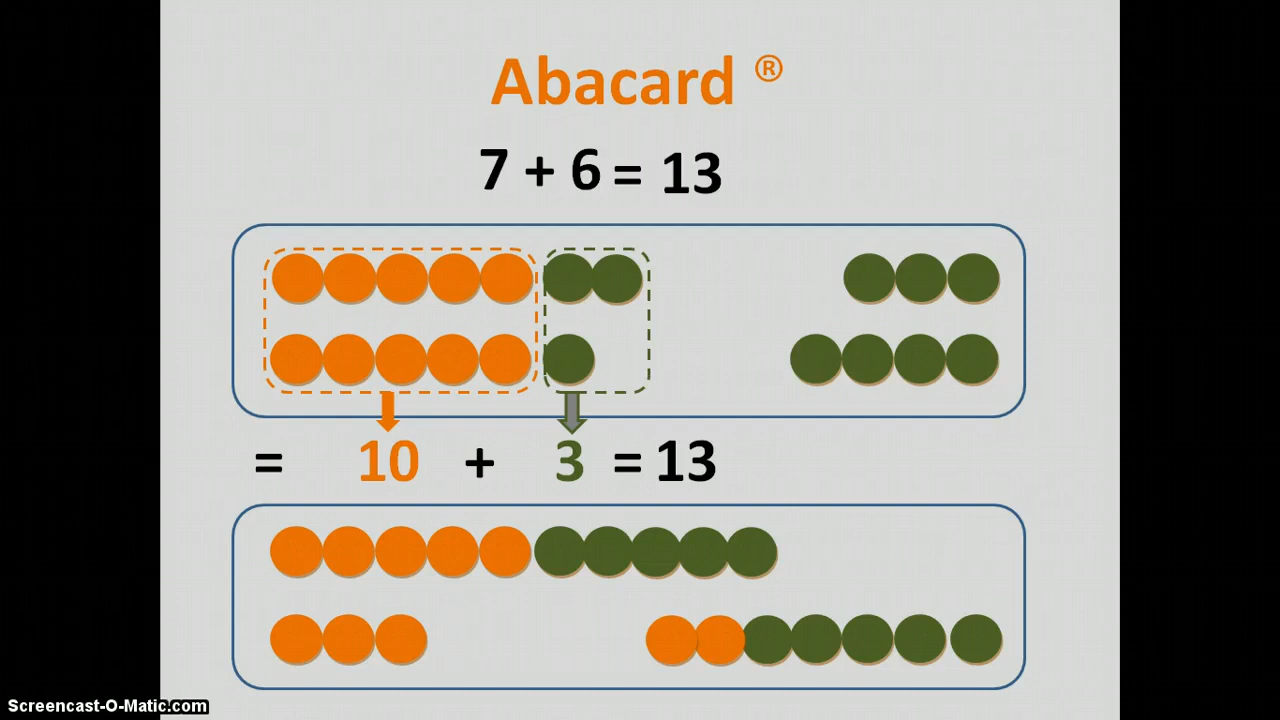 Abacard ®
7 + 6 = 13
= 10 + 3 = 13
Screencast-O-Matic.com